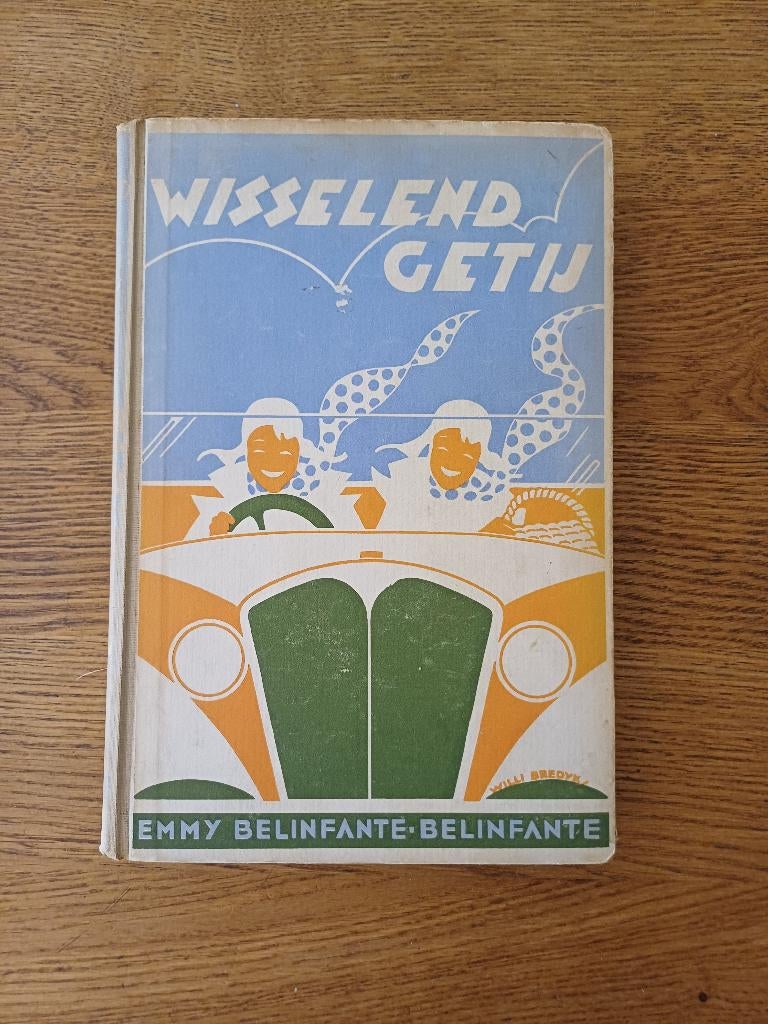 WISSELEND
GETIJ
WILLI BREDYK
EMMY BELINFANTE·BELINFANTE